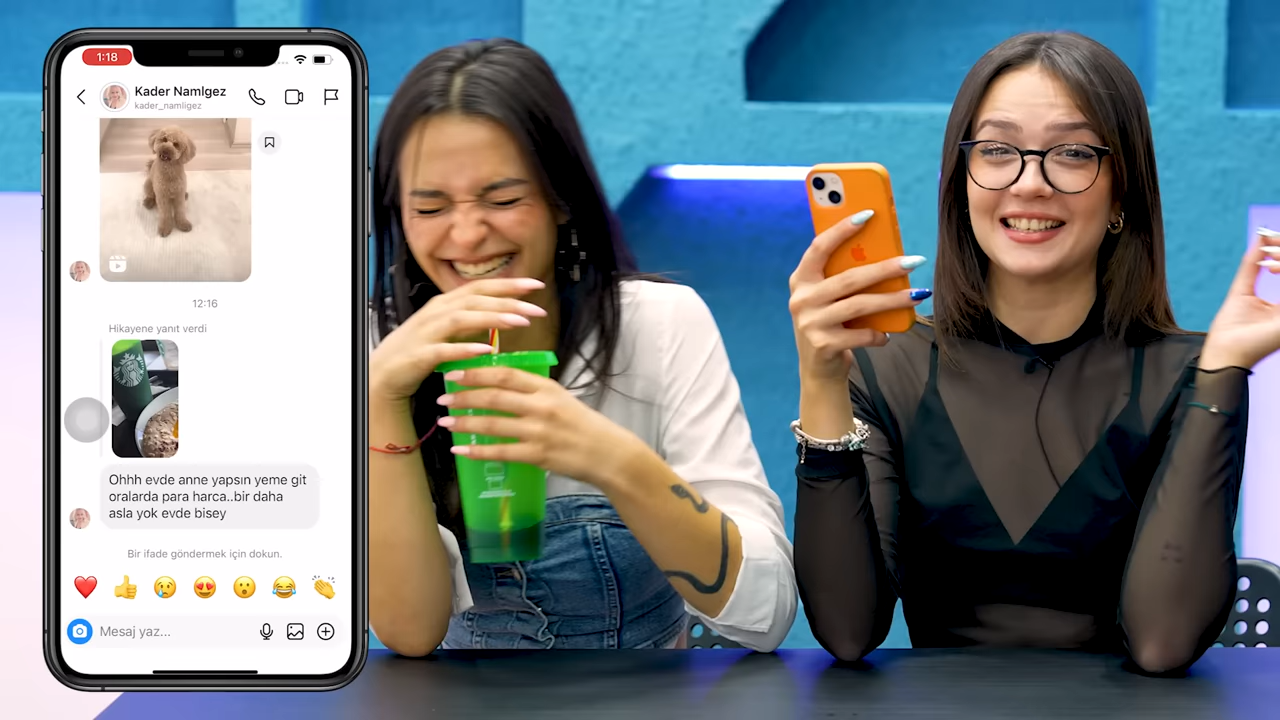 1:18
Kader Namlgez
kader_namligez
12:16
Hikayene yanıt verdi
Ohhh evde anne yapsın yeme git
oralarda para harca..bir daha
asla yok evde bisey
Bir ifade göndermek için dokun.
Mesaj yaz...